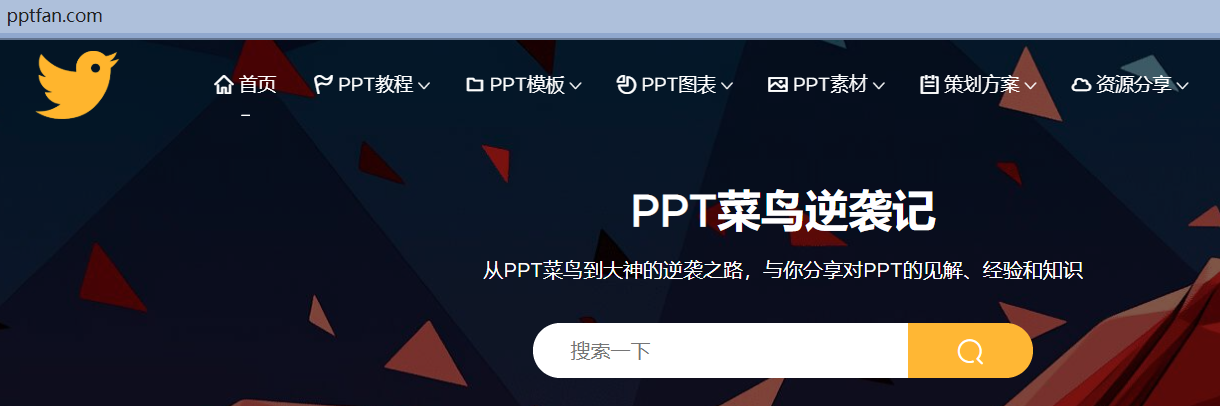 pptfan.com
首页 PPT教程 PPT模板 PPT图表 PPT素材 策划方案 资源分享
PPT菜鸟逆袭记
从PPT菜鸟到大神的逆袭之路，与你分享对PPT的见解、经验和知识
搜索一下